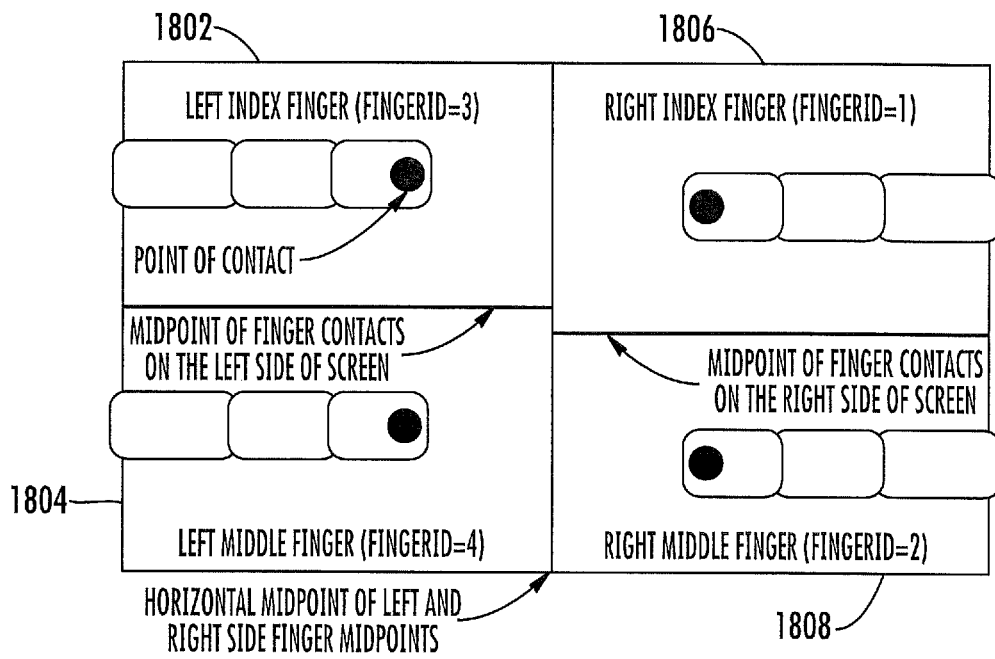 1802
1806
LEFT INDEX FINGER (FINGERID=3)
RIGHT INDEX FINGER (FINGERID=1)
POINT OF CONTACT
MIDPOINT OF FINGER CONTACTS
ON THE LEFT SIDE OF SCREEN
MIDPOINT OF FINGER CONTACTS
ON THE RIGHT SIDE OF SCREEN
1804
LEFT MIDDLE FINGER (FINGERID=4)
RIGHT MIDDLE FINGER (FINGERID=2)
HORIZONTAL MIDPOINT OF LEFT AND
RIGHT SIDE FINGER MIDPOINTS
1808